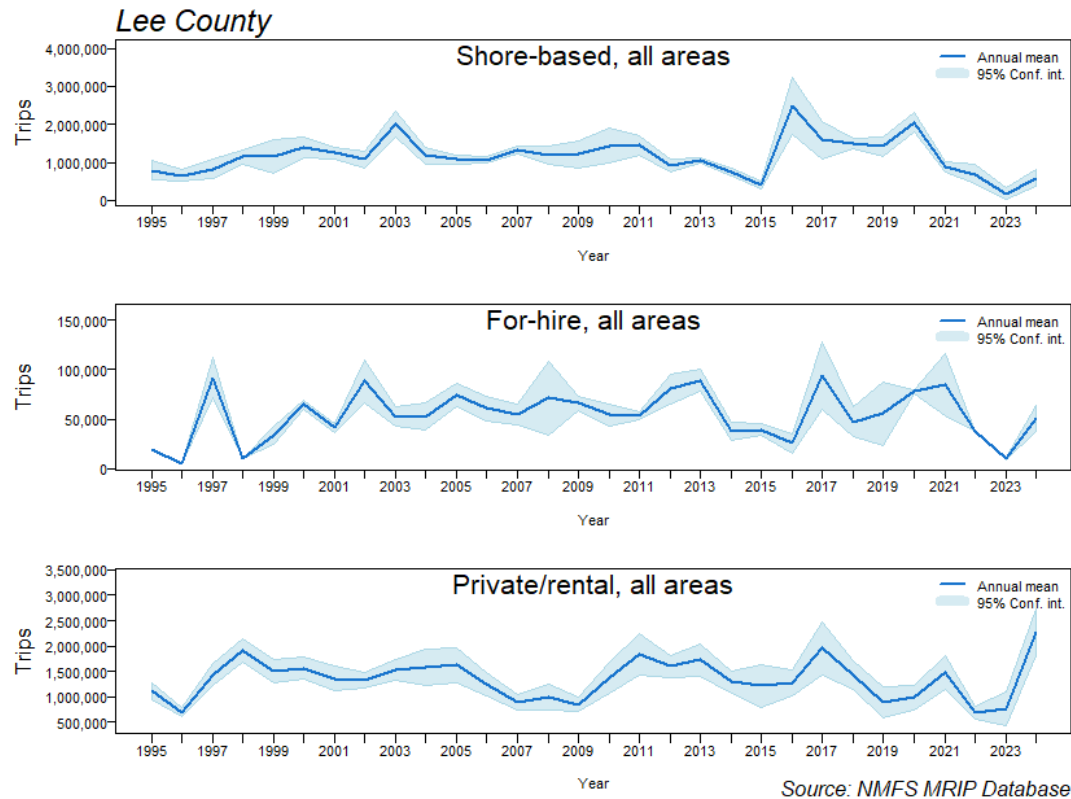 Lee County
Shore-based, all areas
Annual mean
95% Conf. int.
Trips
4,000,000
3,000,000
2,000,000
1,000,000
0
1995 1997 1999 2001 2003 2005 2007 2009 2011 2013 2015 2017 2019 2021 2023
Year
For-hire, all areas
Annual mean
95% Conf. int.
Trips
150,000
100,000
50,000
0
1995 1997 1999 2001 2003 2005 2007 2009 2011 2013 2015 2017 2019 2021 2023
Year
Private/rental, all areas
Annual mean
95% Conf. int.
Trips
3,500,000
3,000,000
2,500,000
2,000,000
1,500,000
1,000,000
500,000
1995 1997 1999 2001 2003 2005 2007 2009 2011 2013 2015 2017 2019 2021 2023
Year
Source: NMFS MRIP Database